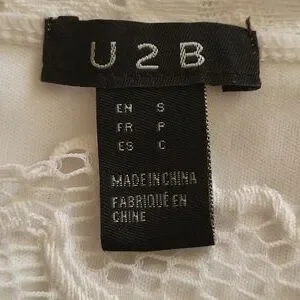 U2B
EN S
FR P
ES C
MADE IN CHINA
FABRIQUÉ EN
CHINE